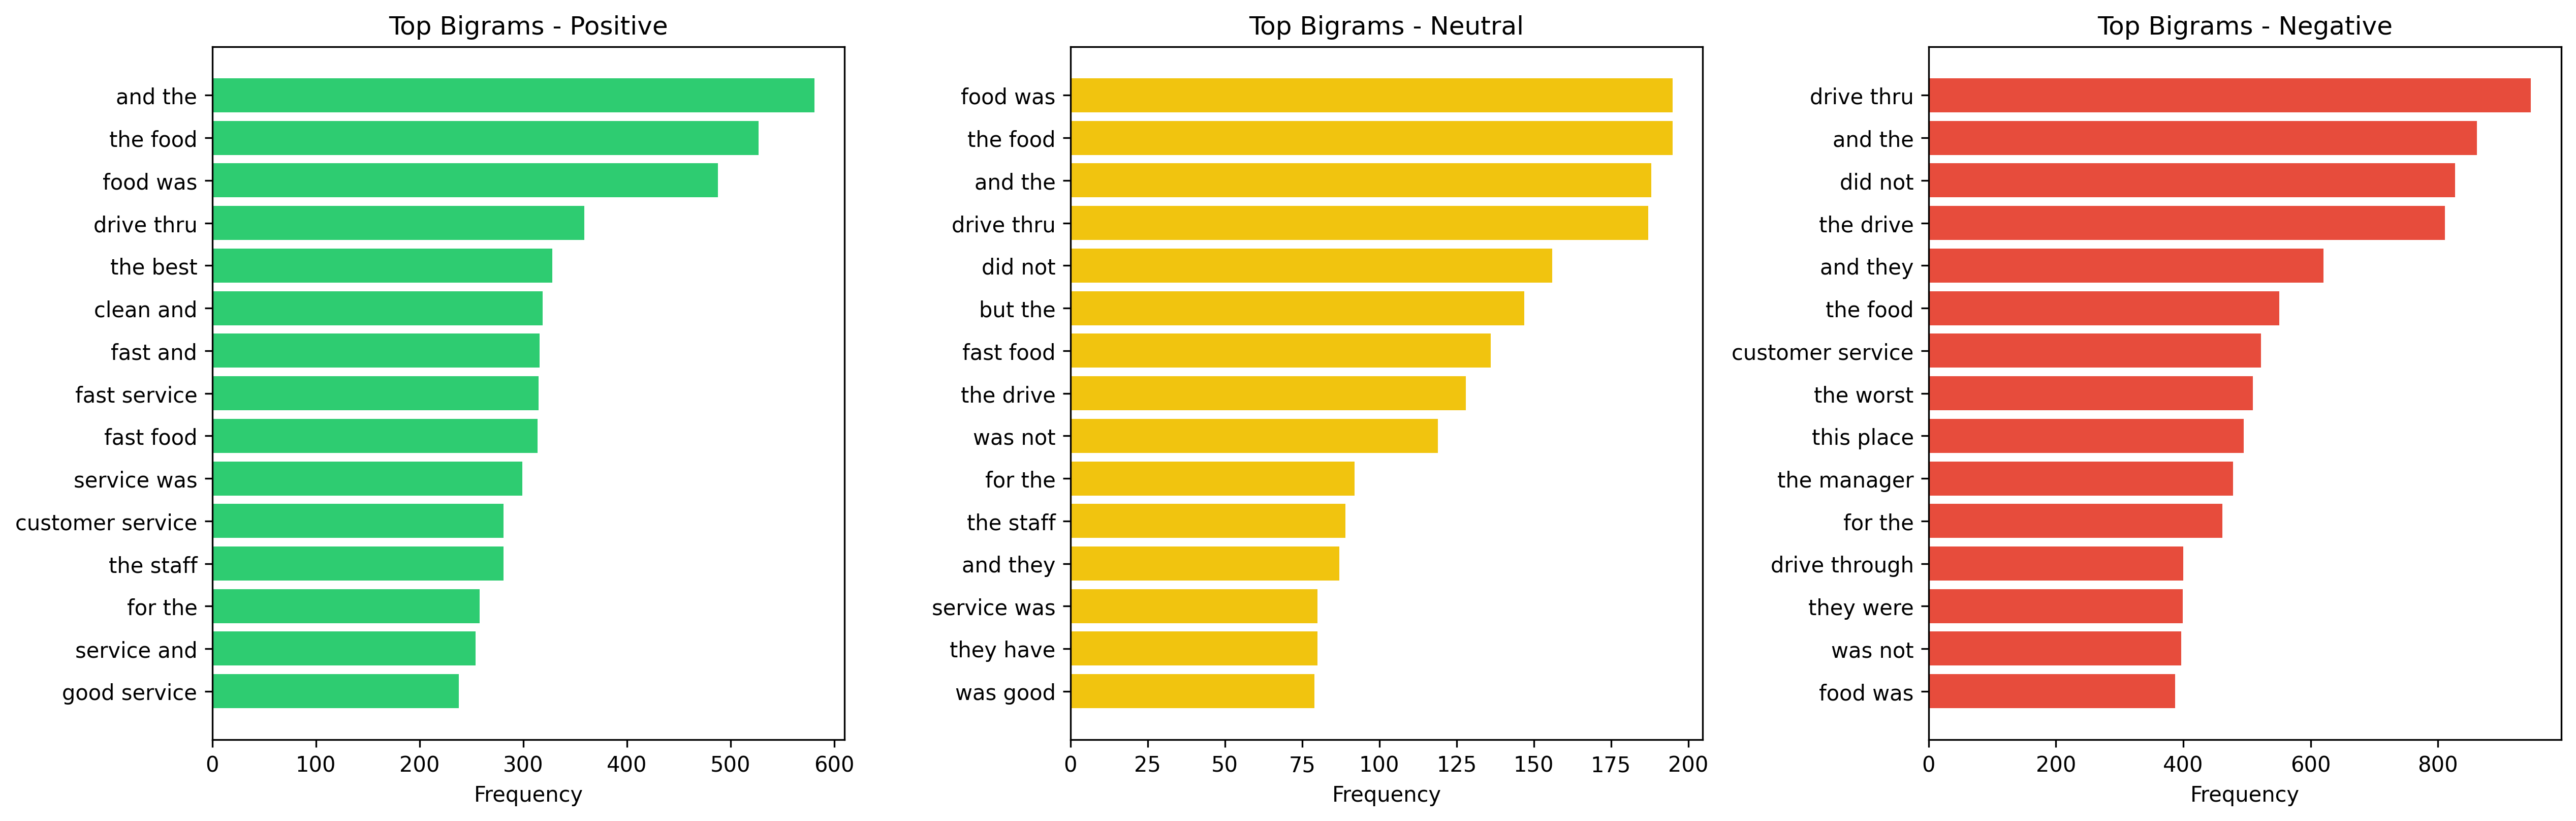 Top Bigrams - Positive
and the
the food
food was
drive thru
the best
clean and
fast and
fast service
fast food
service was
customer service
the staff
for the
service and
good service
0 100 200 300 400 500 600
Frequency
Top Bigrams - Neutral
food was
the food
and the
drive thru
did not
but the
fast food
the drive
was not
for the
the staff
and they
service was
they have
was good
0 25 50 75 100 125 150 175 200
Frequency
Top Bigrams - Negative
drive thru
and the
did not
the drive
and they
the food
customer service
the worst
this place
the manager
for the
drive through
they were
was not
food was
0 200 400 600 800
Frequency